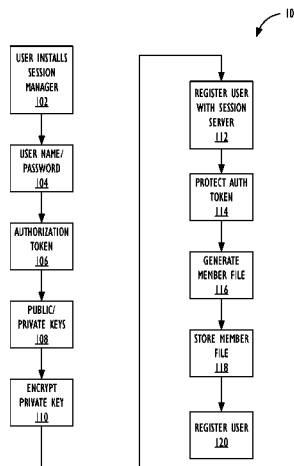 10
USER INSTALLS
SESSION
MANAGER
102
USER NAME/
PASSWORD
104
AUTHORIZATION
TOKEN
106
PUBLIC/
PRIVATE KEYS
108
ENCRYPT
PRIVATE KEY
110
REGISTER USER
WITH SESSION
SERVER
112
PROTECT AUTH
TOKEN
114
GENERATE
MEMBER FILE
116
STORE MEMBER
FILE
118
REGISTER USER
120